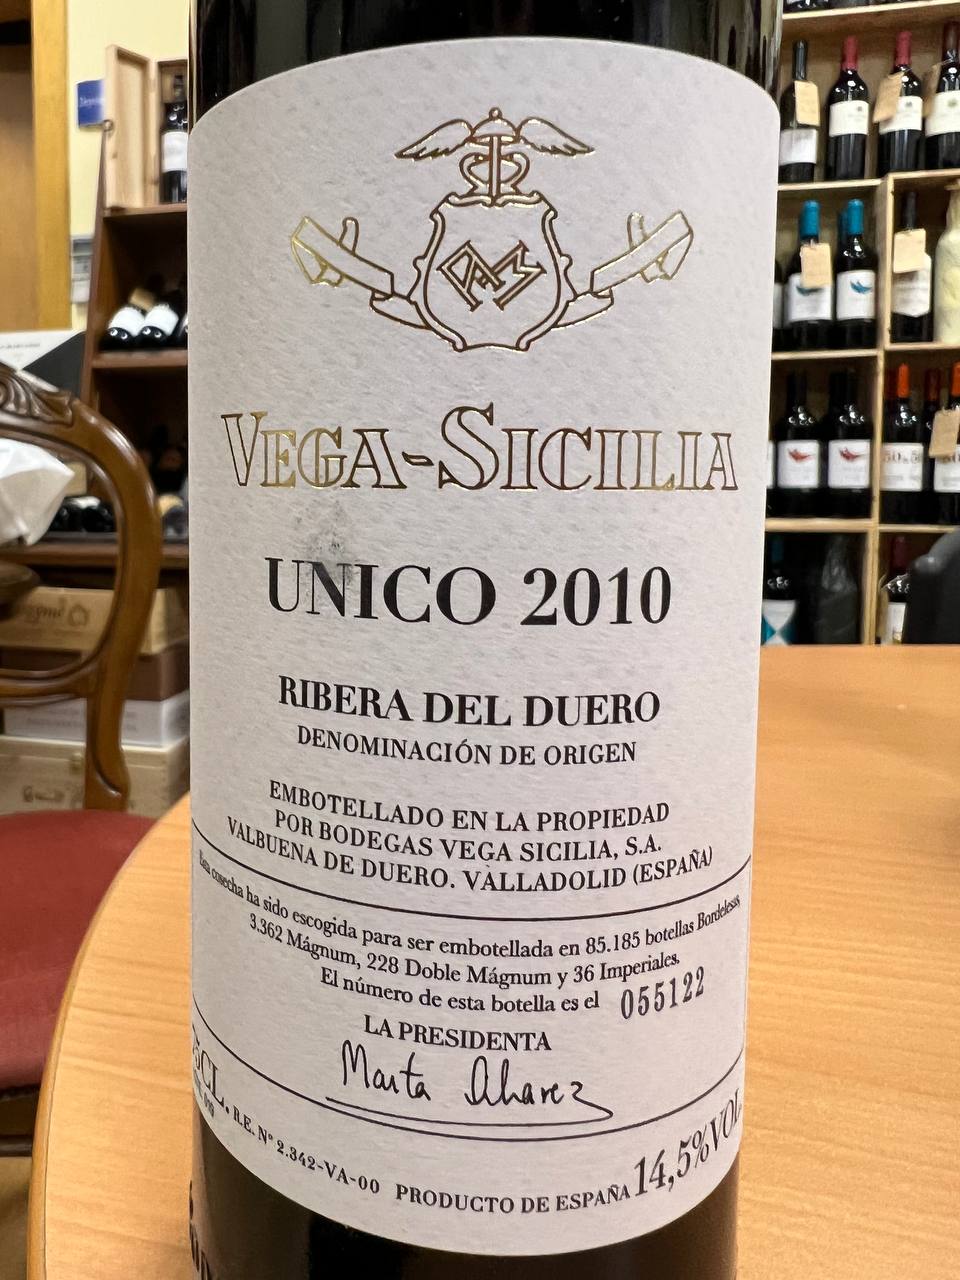 VEGA-SICILIA
UNICO 2010
RIBERA DEL DUERO
DENOMINACIÓN DE ORIGEN
EMBOTELLADO EN LA PROPIEDAD
POR BODEGAS VEGA SICILIA, S.A.
VALBUENA DE DUERO. VALLADOLID (ESPAÑA)
Esta cosecha ha sido escogida para ser embotellada en 85.185 botellas Bordelesas,
3.362 Mágnum, 228 Doble Mágnum y 36 Imperiales.
El número de esta botella es el 055122
LA PRESIDENTA
Marta Alvarez
5CL. R.E. Nº 2.342-VA-00 PRODUCTO DE ESPAÑA 14,5%VOL.